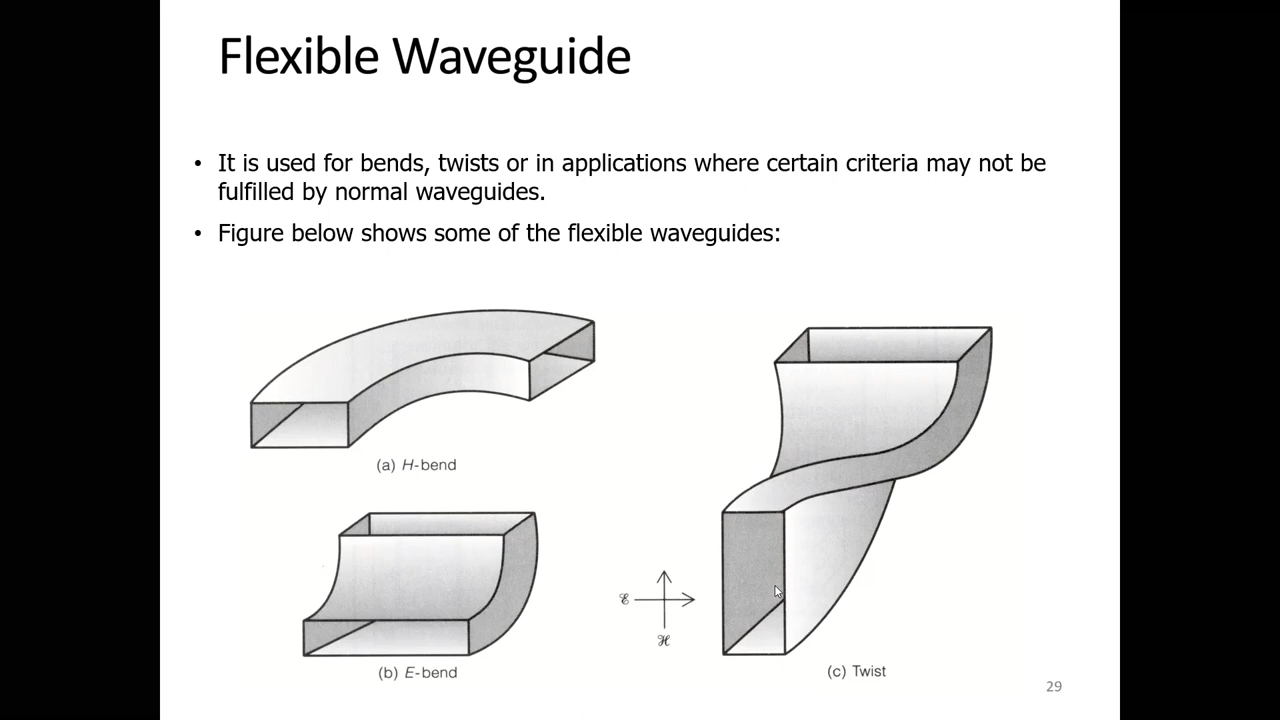 Flexible Waveguide
• It is used for bends, twists or in applications where certain criteria may not be
fulfilled by normal waveguides.
• Figure below shows some of the flexible waveguides:
(a) H-bend
ℰ
ℋ
(b) E-bend
(c) Twist
29